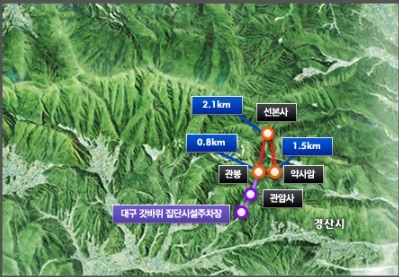 2.1km
선본사
0.8km
1.5km
관봉
약사암
관암사
대구 갓바위 집단시설주차장
경산시